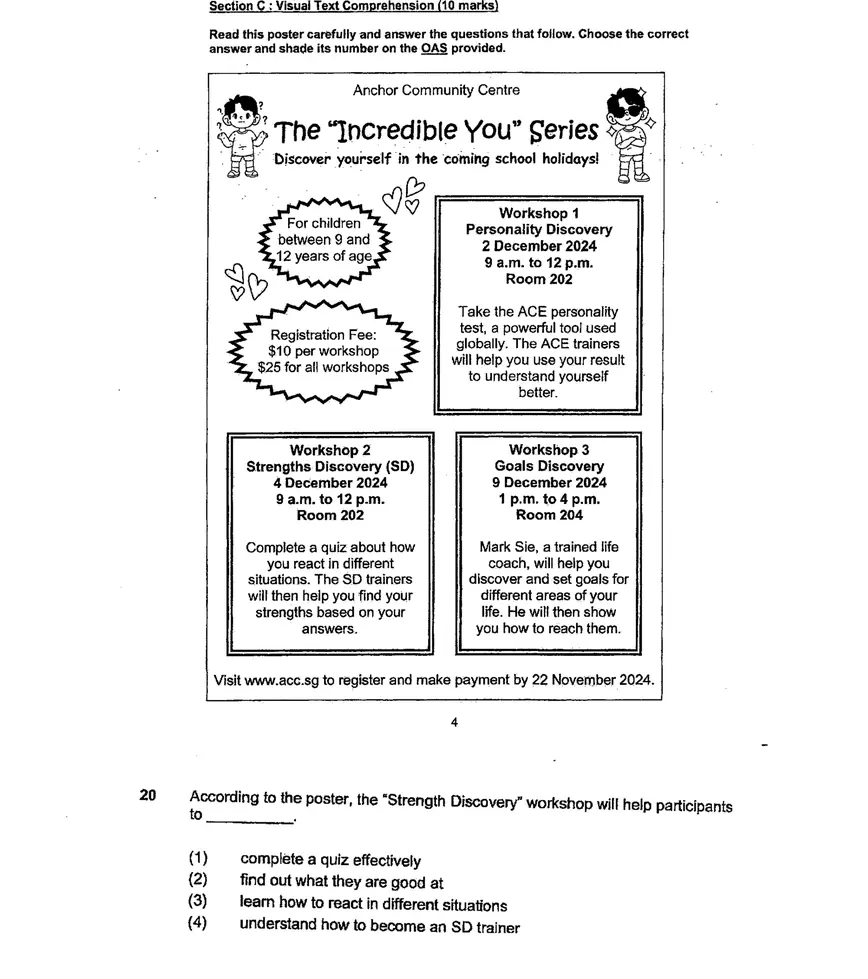 Section C : Visual Text Comprehension (10 marks)
Read this poster carefully and answer the questions that follow. Choose the correct
answer and shade its number on the OAS provided.
Anchor Community Centre
The "Incredible You" Series
Discover yourself in the coming school holidays!
For children
between 9 and
12 years of age
Registration Fee:
$10 per workshop
$25 for all workshops
Workshop 1
Personality Discovery
2 December 2024
9 a.m. to 12 p.m.
Room 202
Take the ACE personality
test, a powerful tool used
globally. The ACE trainers
will help you use your result
to understand yourself
better.
Workshop 2
Strengths Discovery (SD)
4 December 2024
9 a.m. to 12 p.m.
Room 202
Complete a quiz about how
you react in different
situations. The SD trainers
will then help you find your
strengths based on your
answers.
Workshop 3
Goals Discovery
9 December 2024
1 p.m. to 4 p.m.
Room 204
Mark Sie, a trained life
coach, will help you
discover and set goals for
different areas of your
life. He will then show
you how to reach them.
Visit www.acc.sg to register and make payment by 22 November 2024.
4
20 According to the poster, the "Strength Discovery" workshop will help participants
to __________.
(1) complete a quiz effectively
(2) find out what they are good at
(3) learn how to react in different situations
(4) understand how to become an SD trainer